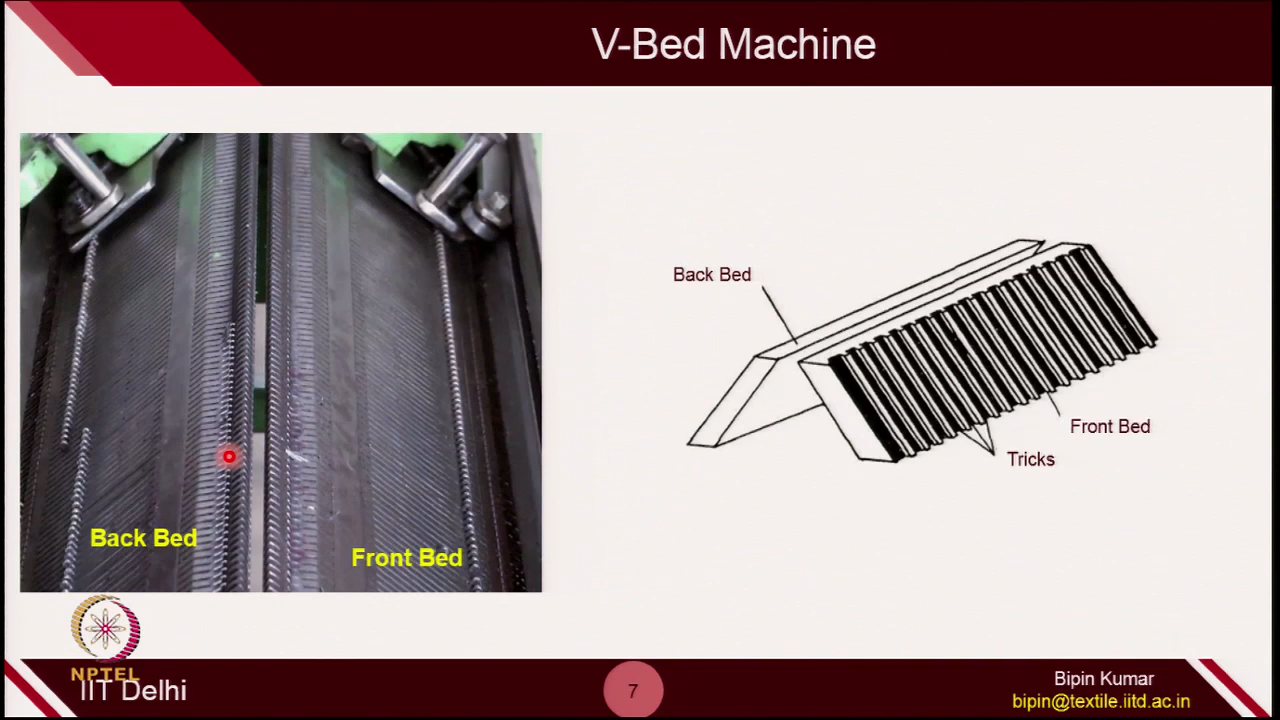 V-Bed Machine
Back Bed
Front Bed
Back Bed
Front Bed
Tricks
NPTEL
IIT Delhi
7
Bipin Kumar
bipin@textile.iitd.ac.in